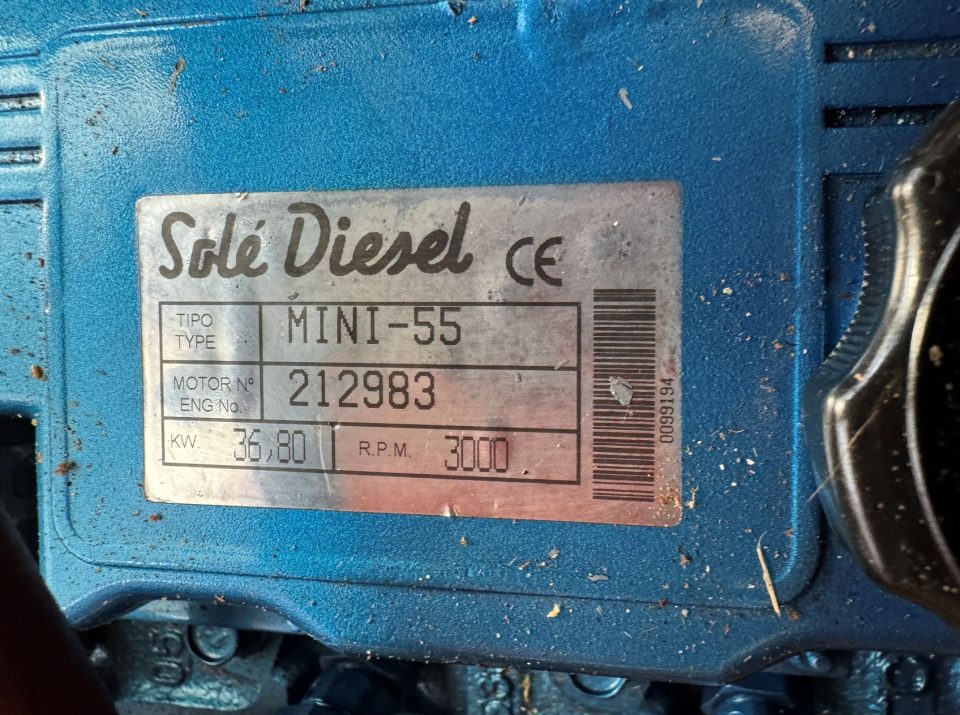 Solé Diesel CE
TIPO
TYPE
MINI-55
MOTOR Nº
ENG No.
212983
KW. 36,80 R.P.M. 3000
0099194